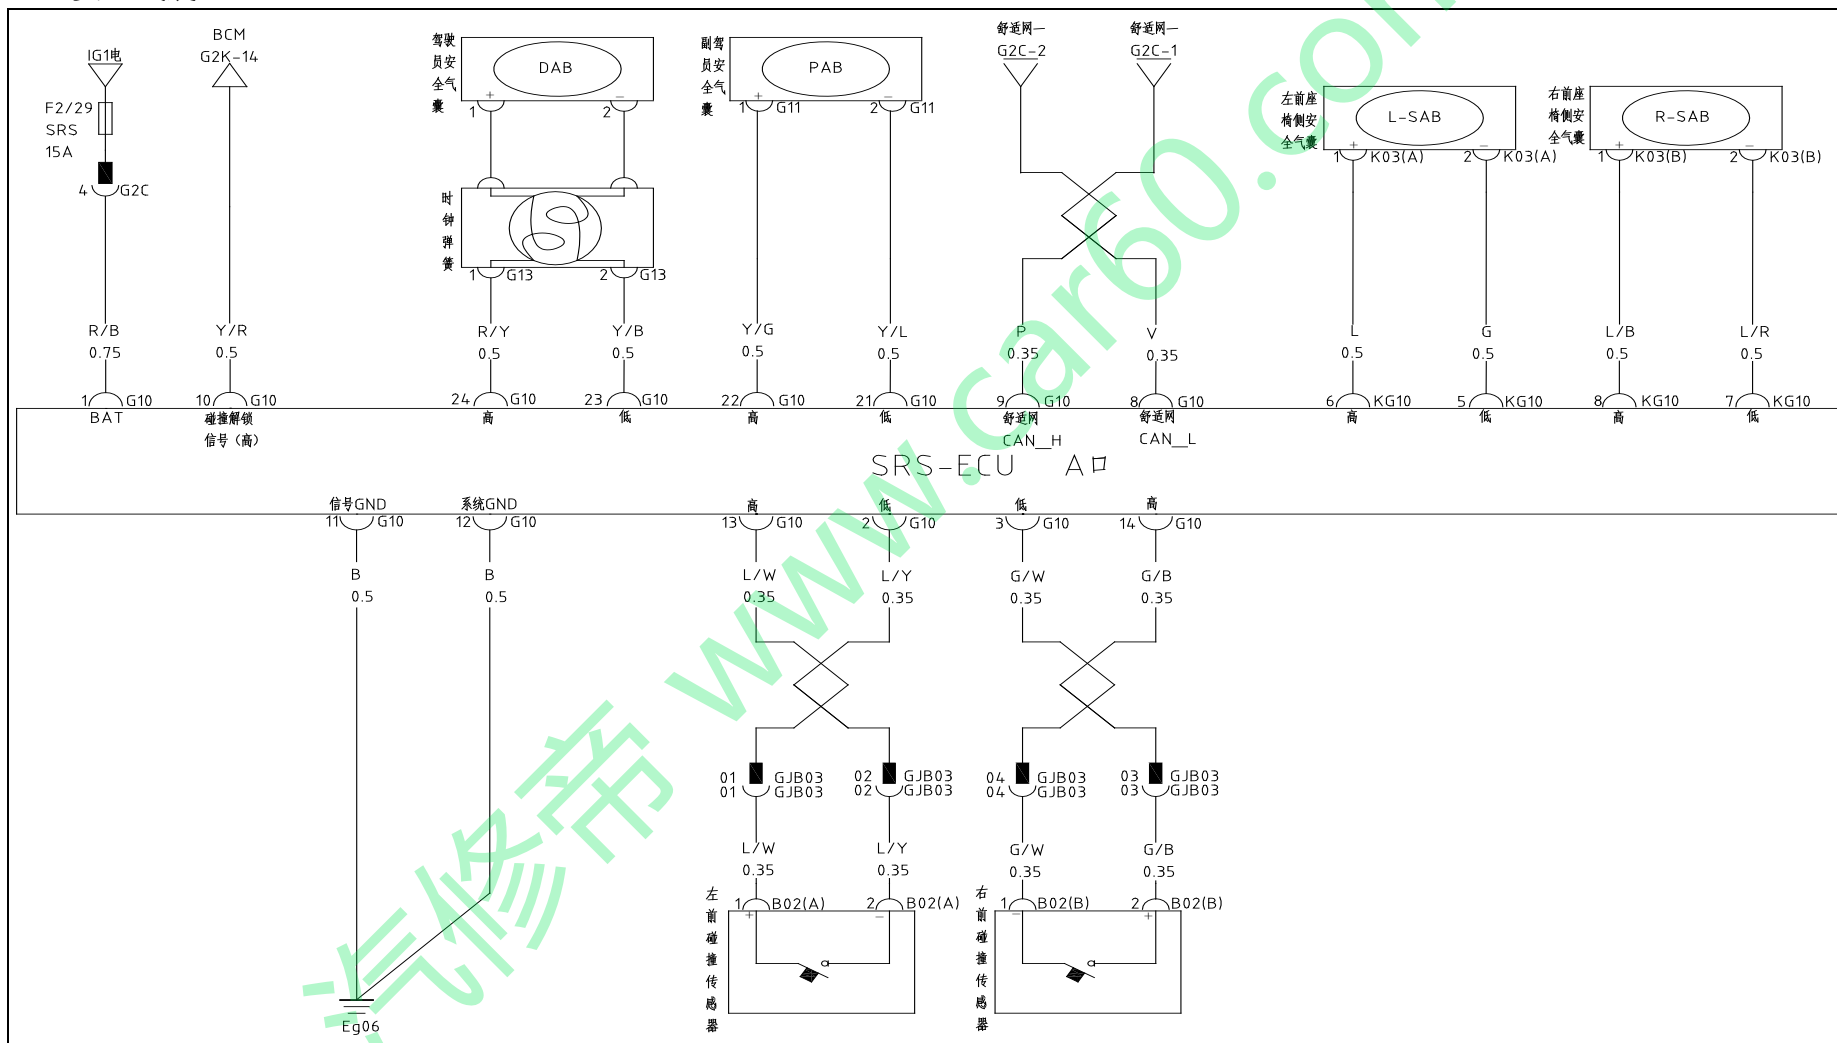 IG1电
F2/29
SRS
15A
4 G2C
R/B
0.75
1 G10
BAT
BCM
G2K-14
Y/R
0.5
10 G10
碰撞解锁
信号（高）
驾驶
员安
全气
囊
DAB
+ −
1 2
时
钟
弹
簧
1 G13 2 G13
R/Y Y/B
0.5 0.5
24 G10 23 G10
高 低
副驾
员安
全气
囊
PAB
+ −
1 G11 2 G11
Y/G Y/L
0.5 0.5
22 G10 21 G10
高 低
舒适网一 舒适网一
G2C-2 G2C-1
P V
0.35 0.35
9 G10 8 G10
舒适网 舒适网
CAN_H CAN_L
左前座
椅侧安
全气囊
L-SAB
+ −
1 K03(A) 2 K03(A)
L G
0.5 0.5
6 KG10 5 KG10
高 低
右前座
椅侧安
全气囊
R-SAB
+ −
1 K03(B) 2 K03(B)
L/B L/R
0.5 0.5
8 KG10 7 KG10
高 低
SRS-ECU A口
信号GND 系统GND
11 G10 12 G10
B B
0.5 0.5
Eg06
高 低
13 G10 2 G10
L/W L/Y
0.35 0.35
01 GJB03 02 GJB03
01 GJB03 02 GJB03
L/W L/Y
0.35 0.35
1 B02(A) 2 B02(A)
+ −
左
前
碰
撞
传
感
器
低 高
3 G10 14 G10
G/W G/B
0.35 0.35
04 GJB03 03 GJB03
04 GJB03 03 GJB03
G/W G/B
0.35 0.35
1 B02(B) 2 B02(B)
− +
右
前
碰
撞
传
感
器
汽修帝 www.car60.com